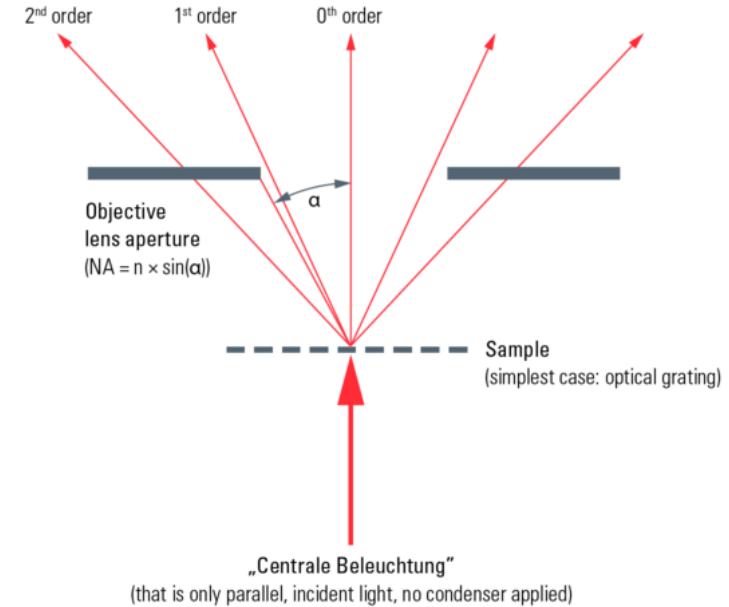 2nd order 1st order 0th order
α
Objective
lens aperture
(NA = n × sin(α))
Sample
(simplest case: optical grating)
„Centrale Beleuchtung”
(that is only parallel, incident light, no condenser applied)